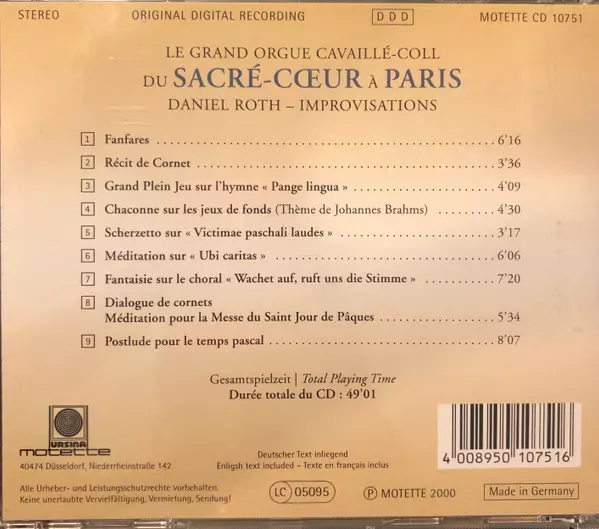 STEREO ORIGINAL DIGITAL RECORDING DDD MOTETTE CD 10751
LE GRAND ORGUE CAVAILLÉ-COLL
DU SACRÉ-CŒUR À PARIS
DANIEL ROTH – IMPROVISATIONS
1 Fanfares 6'16
2 Récit de Cornet 3'36
3 Grand Plein Jeu sur l'hymne « Pange lingua » 4'09
4 Chaconne sur les jeux de fonds (Thème de Johannes Brahms) 4'30
5 Scherzetto sur « Victimae paschali laudes » 3'17
6 Méditation sur « Ubi caritas » 6'06
7 Fantaisie sur le choral « Wachet auf, ruft uns die Stimme » 7'20
8 Dialogue de cornets
Méditation pour la Messe du Saint Jour de Pâques 5'34
9 Postlude pour le temps pascal 8'07
Gesamtspielzeit | Total Playing Time
Durée totale du CD : 49'01
URSINA
motette
40474 Düsseldorf, Niederrheinstraße 142
Deutscher Text inliegend
Enligsh text included – Texte en français inclus
4 008950 107516
Alle Urheber- und Leistungsschutzrechte vorbehalten.
Keine unerlaubte Vervielfältigung, Vermietung, Sendung!
LC 05095
Ⓟ MOTETTE 2000
Made in Germany